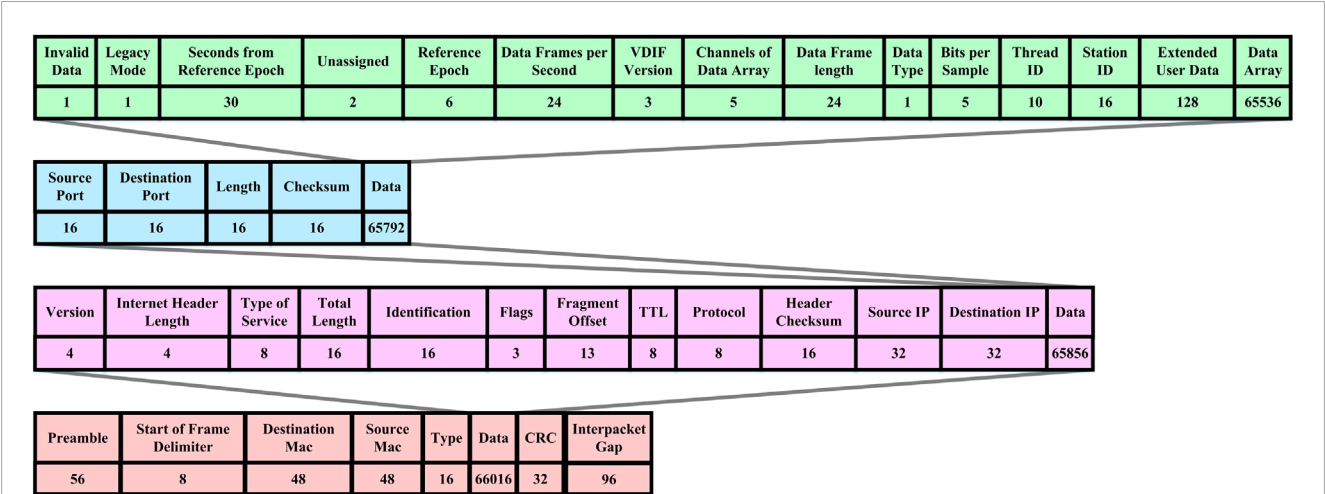 Invalid Data Legacy Mode Seconds from Reference Epoch Unassigned Reference Epoch Data Frames per Second VDIF Version Channels of Data Array Data Frame length Data Type Bits per Sample Thread ID Station ID Extended User Data Data Array
1 1 30 2 6 24 3 5 24 1 5 10 16 128 65536
Source Port Destination Port Length Checksum Data
16 16 16 16 65792
Version Internet Header Length Type of Service Total Length Identification Flags Fragment Offset TTL Protocol Header Checksum Source IP Destination IP Data
4 4 8 16 16 3 13 8 8 16 32 32 65856
Preamble Start of Frame Delimiter Destination Mac Source Mac Type Data CRC Interpacket Gap
56 8 48 48 16 66016 32 96